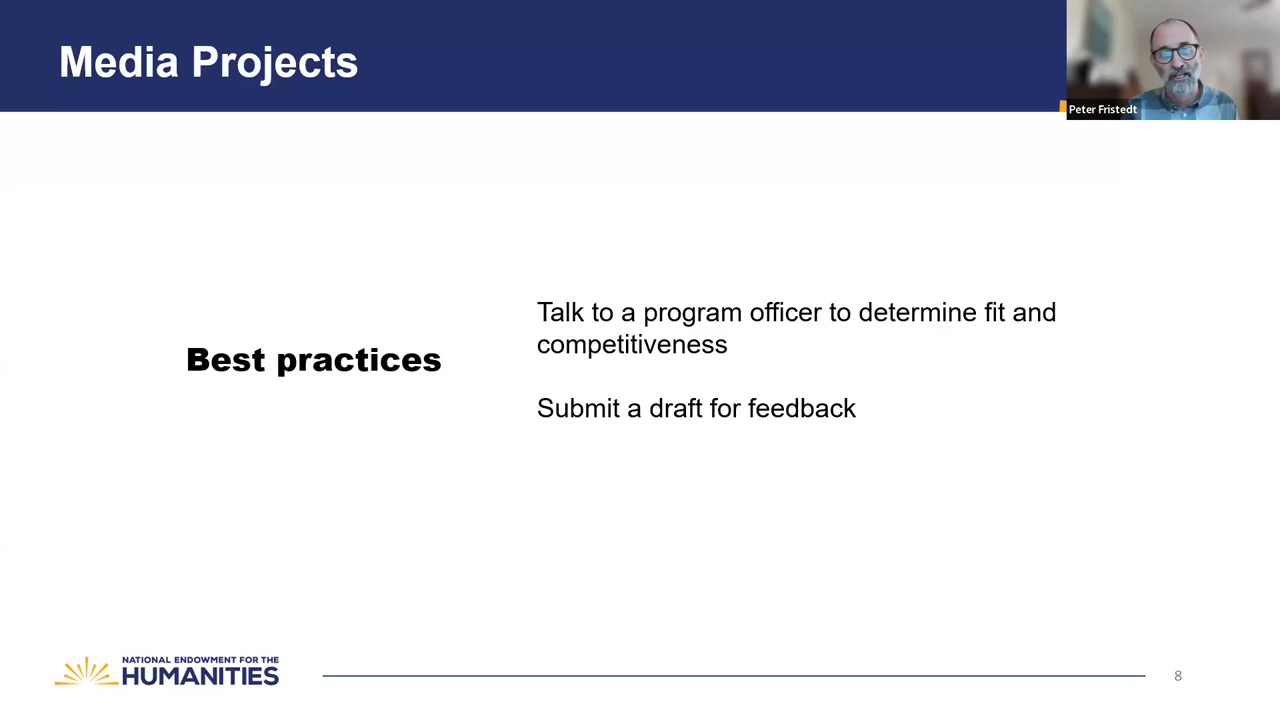 Media Projects
Peter Fristedt
Best practices
Talk to a program officer to determine fit and
competitiveness
Submit a draft for feedback
NATIONAL ENDOWMENT FOR THE
HUMANITIES
8